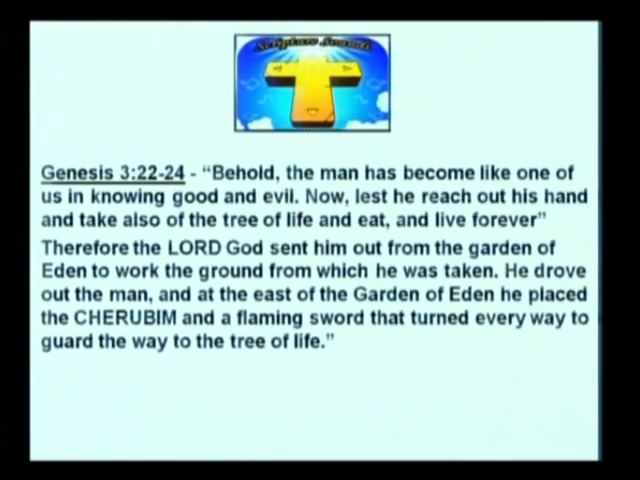 Scripture Sounds
Genesis 3:22-24 - “Behold, the man has become like one of
us in knowing good and evil. Now, lest he reach out his hand
and take also of the tree of life and eat, and live forever”
Therefore the LORD God sent him out from the garden of
Eden to work the ground from which he was taken. He drove
out the man, and at the east of the Garden of Eden he placed
the CHERUBIM and a flaming sword that turned every way to
guard the way to the tree of life.”